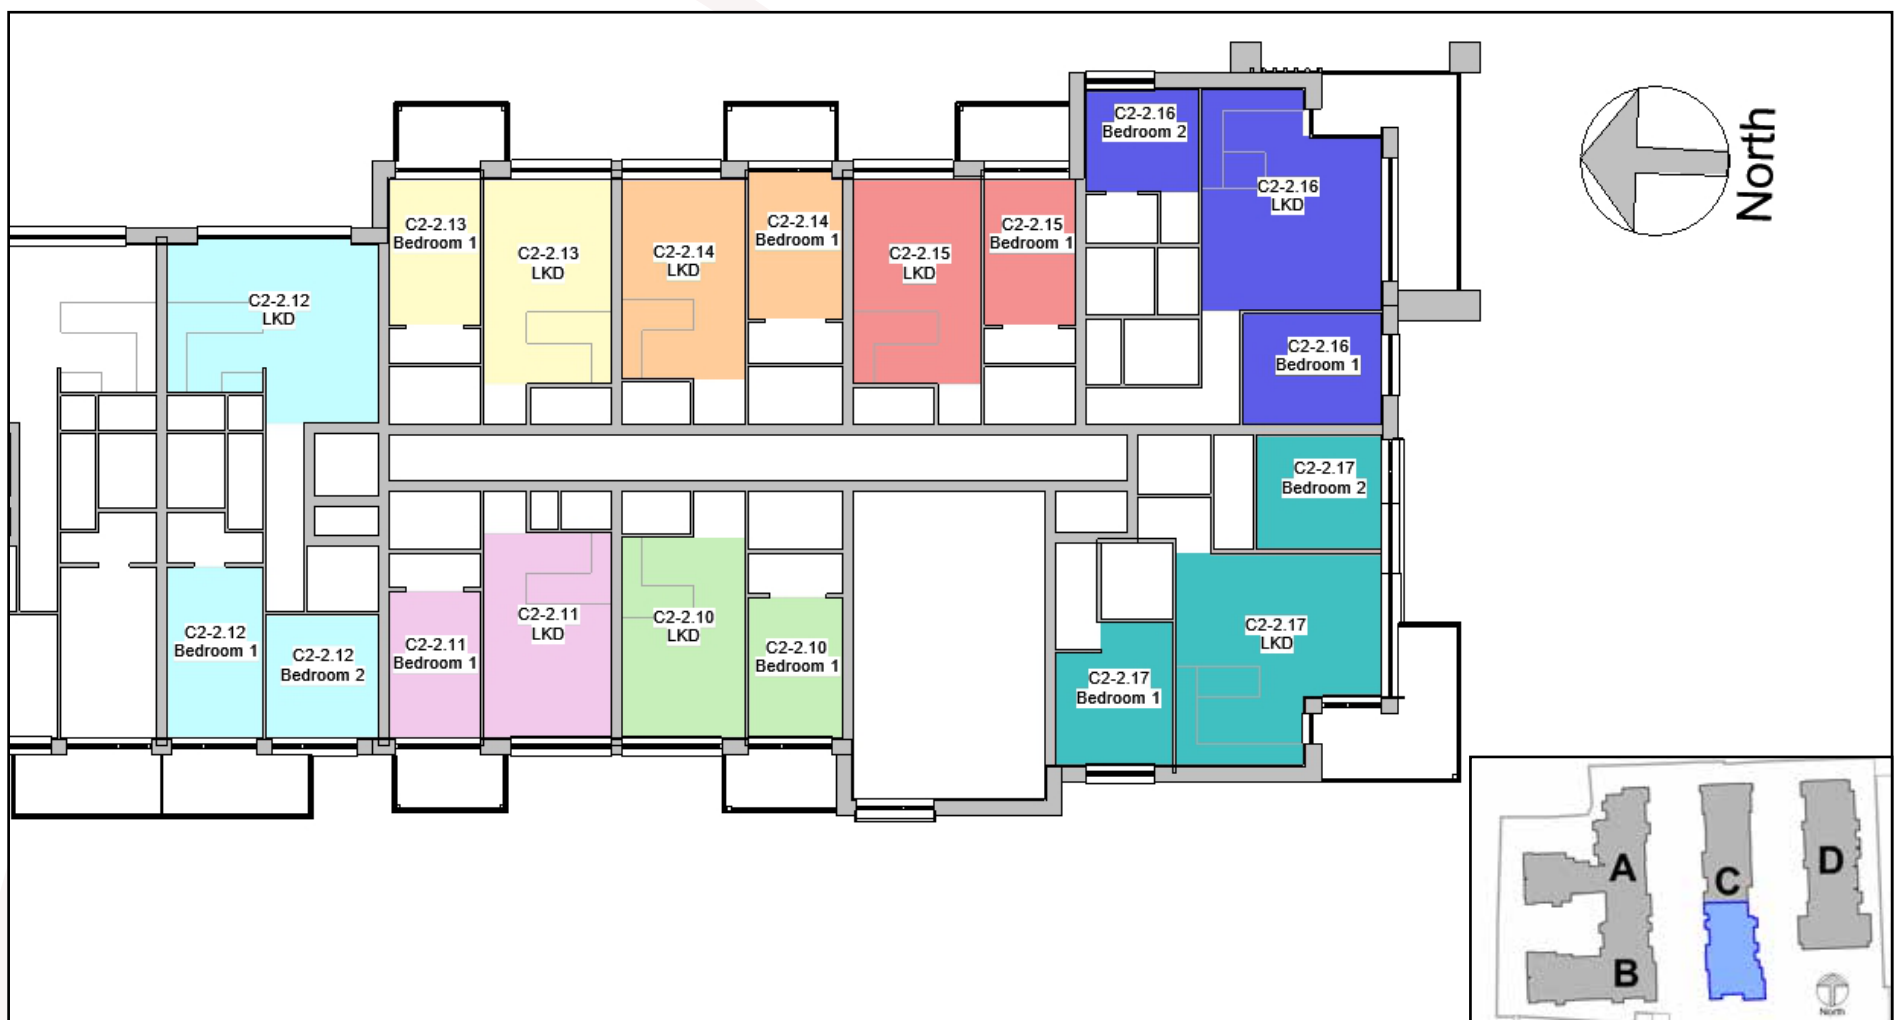 C2-2.16
Bedroom 2
C2-2.16
LKD
North
C2-2.13
Bedroom 1
C2-2.13
LKD
C2-2.14
LKD
C2-2.14
Bedroom 1
C2-2.15
LKD
C2-2.15
Bedroom 1
C2-2.12
LKD
C2-2.16
Bedroom 1
C2-2.17
Bedroom 2
C2-2.12
Bedroom 1
C2-2.12
Bedroom 2
C2-2.11
Bedroom 1
C2-2.11
LKD
C2-2.10
LKD
C2-2.10
Bedroom 1
C2-2.17
LKD
C2-2.17
Bedroom 1
A
C
D
B
North